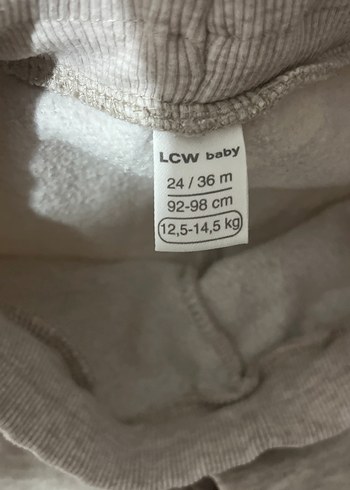 LCW baby
24 / 36 m
92-98 cm
12,5-14,5 kg